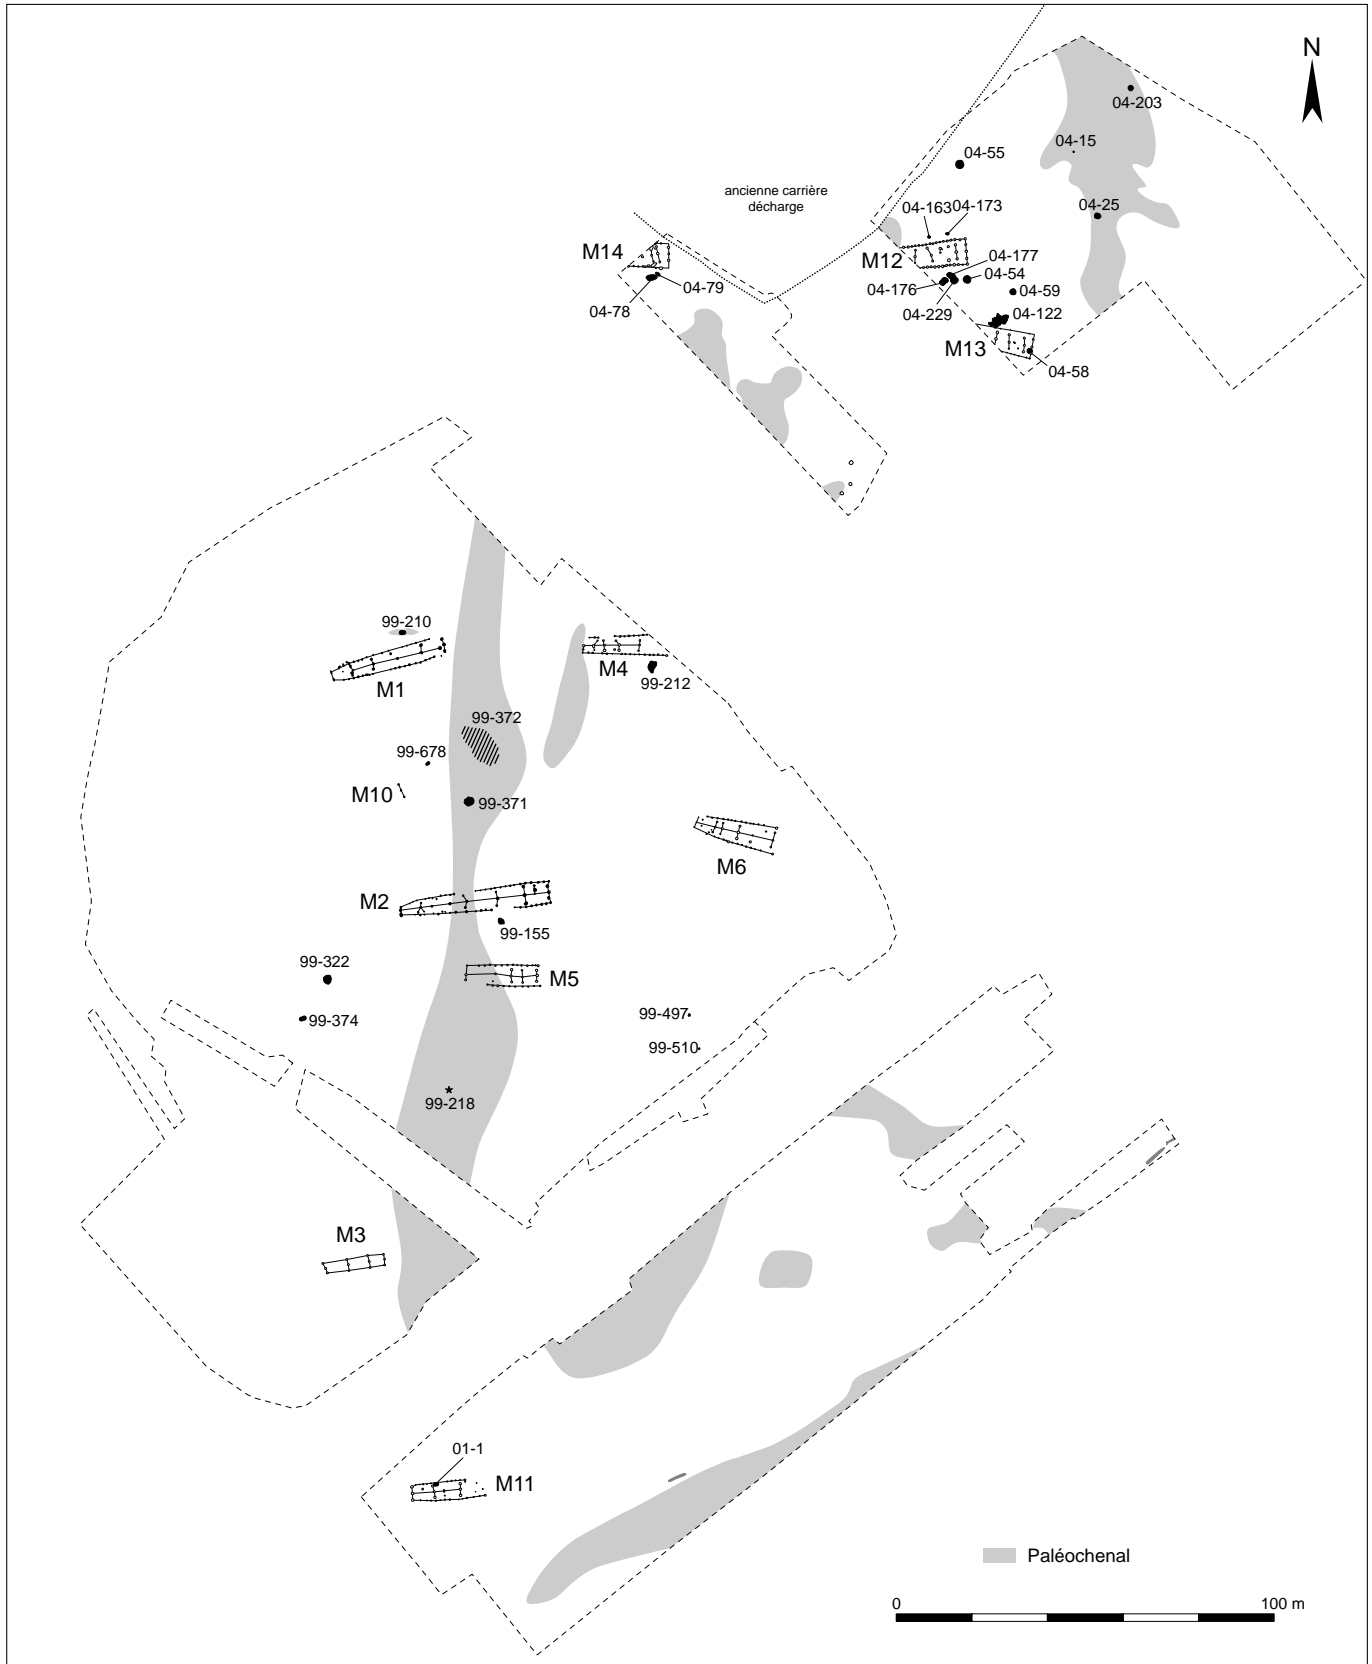 N
04-203
04-15
04-55
ancienne carrière
décharge
04-25
04-163
04-173
M14
M12
04-177
04-54
04-79
04-176
04-59
04-78
04-229
04-122
M13
04-58
99-210
M4
M1
99-212
99-372
99-678
M10
99-371
M6
M2
99-155
99-322
M5
99-374
99-497
99-510
99-218
M3
01-1
M11
Paléochenal
0
100 m